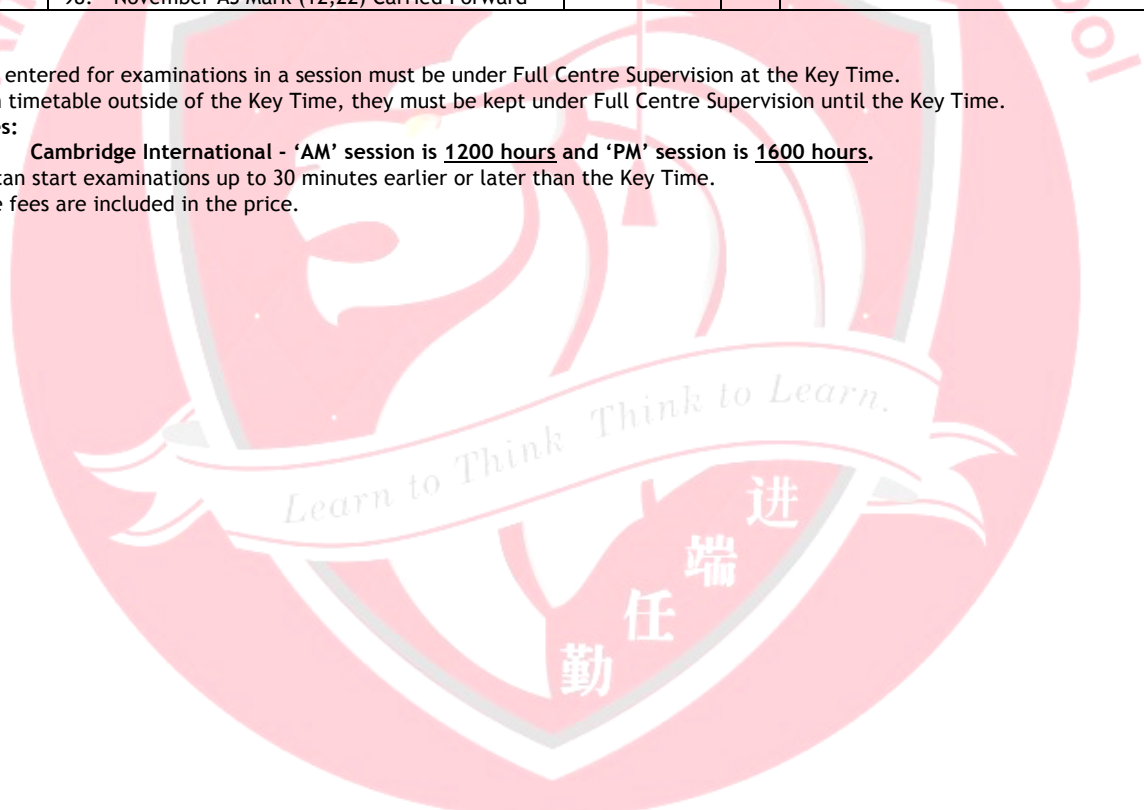 98. November AS Mark (12,22) Carried Forward
ool
entered for examinations in a session must be under Full Centre Supervision at the Key Time.
timetable outside of the Key Time, they must be kept under Full Centre Supervision until the Key Time.
es:
Cambridge International - ‘AM’ session is 1200 hours and ‘PM’ session is 1600 hours.
can start examinations up to 30 minutes earlier or later than the Key Time.
e fees are included in the price.
Learn to Think Think to Learn.
勤任端进